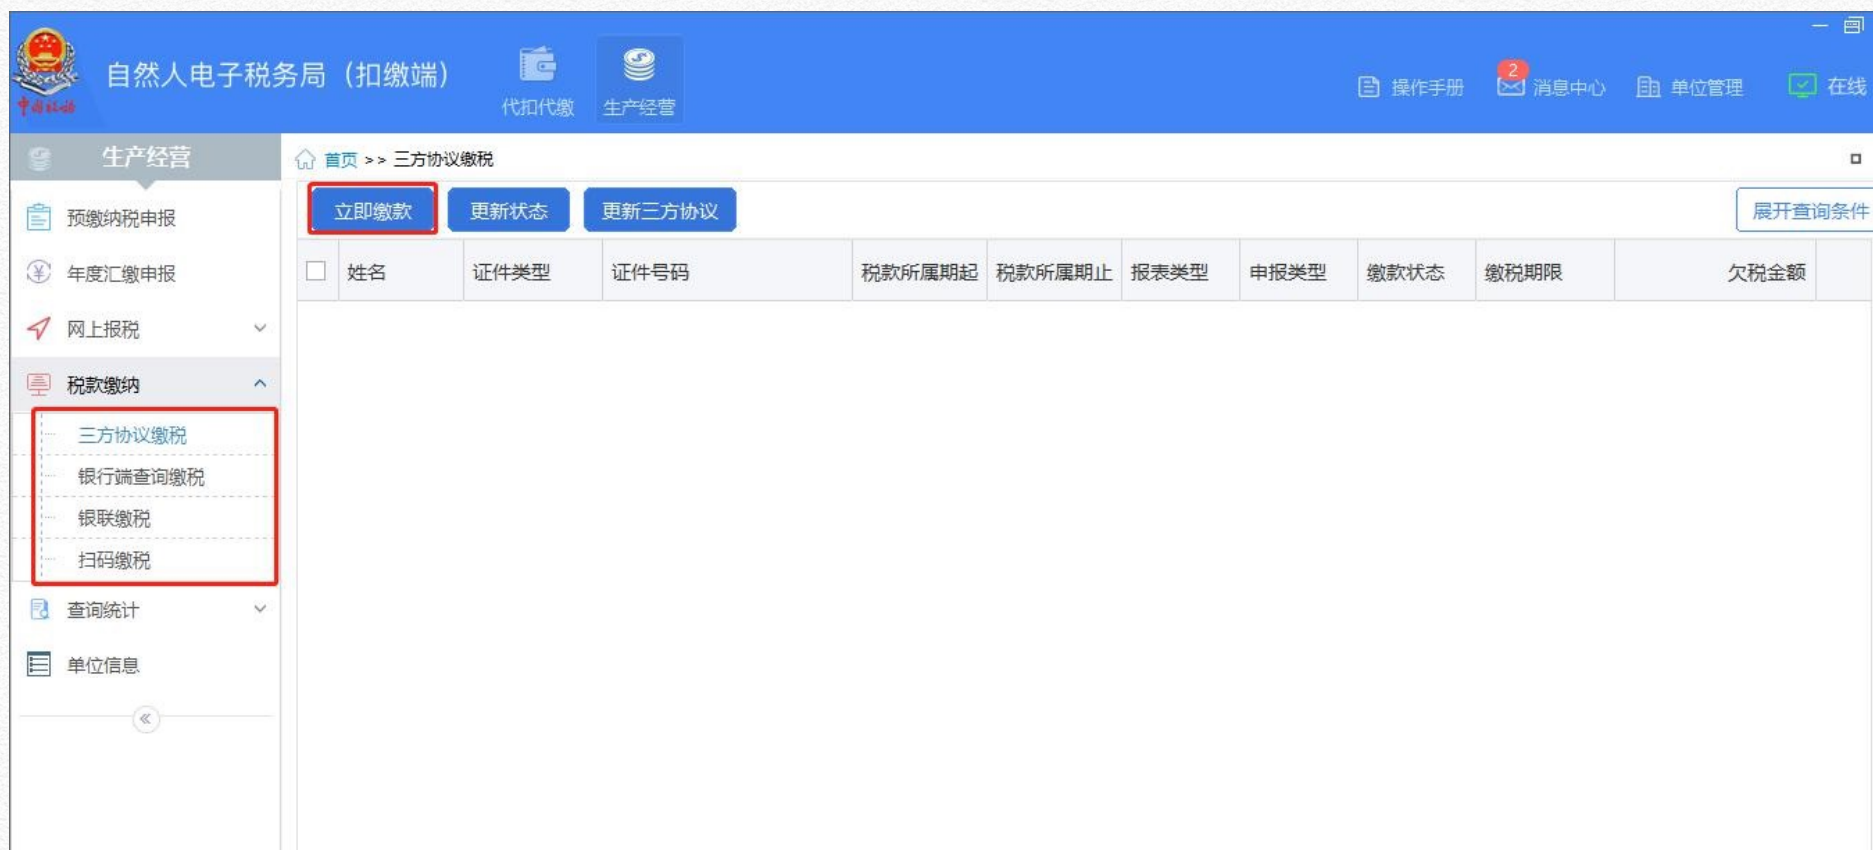 自然人电子税务局（扣缴端）
代扣代缴
生产经营
操作手册
2
消息中心
单位管理
在线
中国税务
生产经营
首页 >> 三方协议缴税
预缴纳税申报
年度汇缴申报
网上报税
税款缴纳
三方协议缴税
银行端查询缴税
银联缴税
扫码缴税
查询统计
单位信息
立即缴款
更新状态
更新三方协议
展开查询条件
姓名 证件类型 证件号码 税款所属期起 税款所属期止 报表类型 申报类型 缴款状态 缴税期限 欠税金额